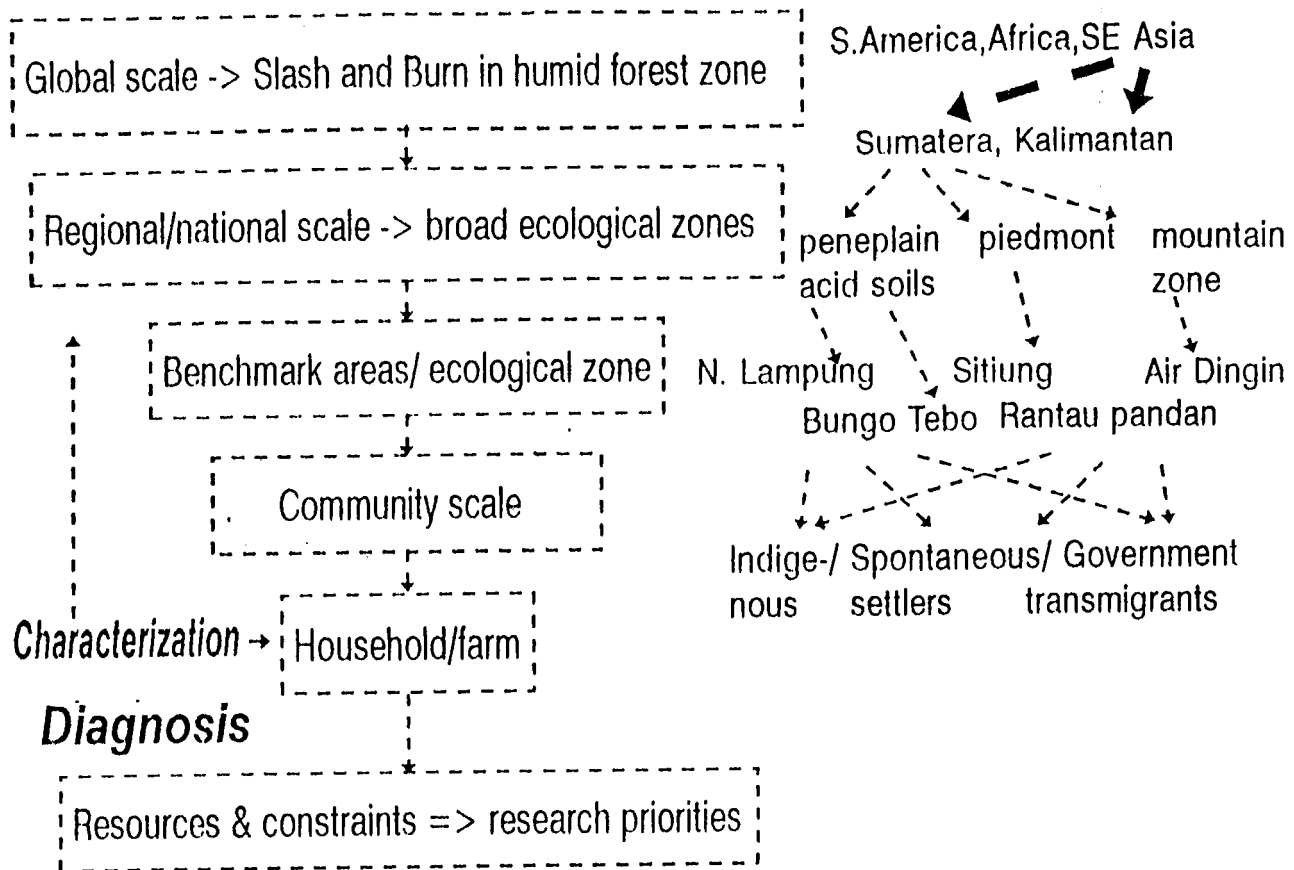 Global scale -> Slash and Burn in humid forest zone
Regional/national scale -> broad ecological zones
Benchmark areas/ ecological zone
Community scale
Characterization
Household/farm
Diagnosis
Resources & constraints => research priorities
S.America,Africa,SE Asia
Sumatera, Kalimantan
peneplain piedmont mountain
acid soils zone
N. Lampung Sitiung Air Dingin
Bungo Tebo Rantau pandan
Indige-/ Spontaneous/ Government
nous settlers transmigrants